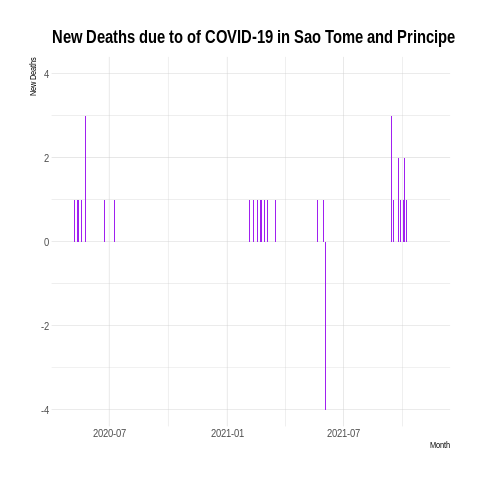 New Deaths due to of COVID-19 in Sao Tome and Principe
New Deaths
4
2
0
-2
-4
2020-07
2021-01
2021-07
Month